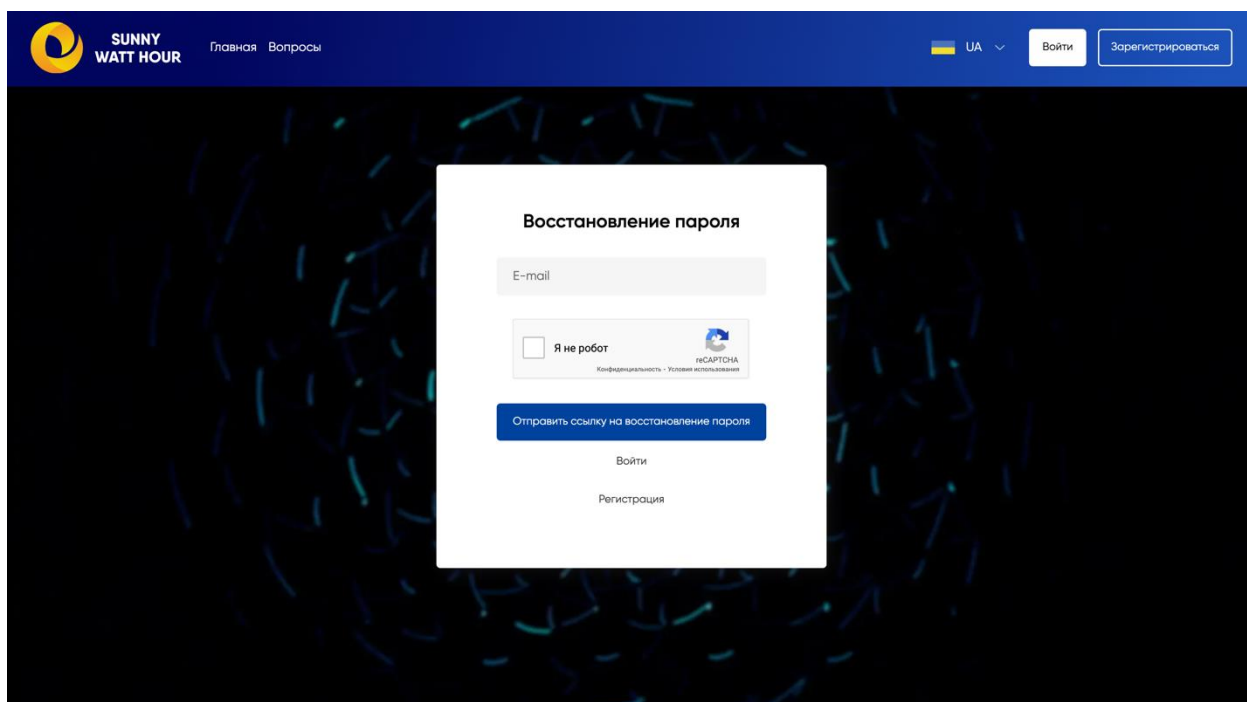 SUNNY
WATT HOUR
Главная Вопросы
UA
Войти
Зарегистрироваться
Восстановление пароля
E-mail
Я не робот
reCAPTCHA
Конфиденциальность - Условия использования
Отправить ссылку на восстановление пароля
Войти
Регистрация